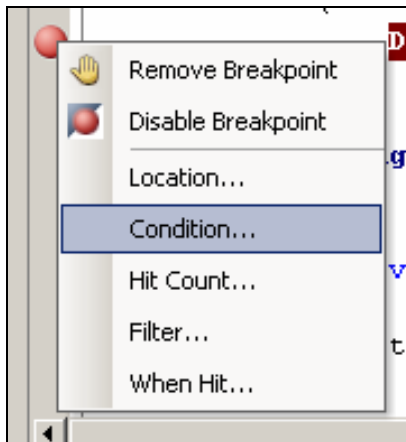 D
Remove Breakpoint
Disable Breakpoint
g
Location...
Condition...
Hit Count...
v
Filter...
t
When Hit...